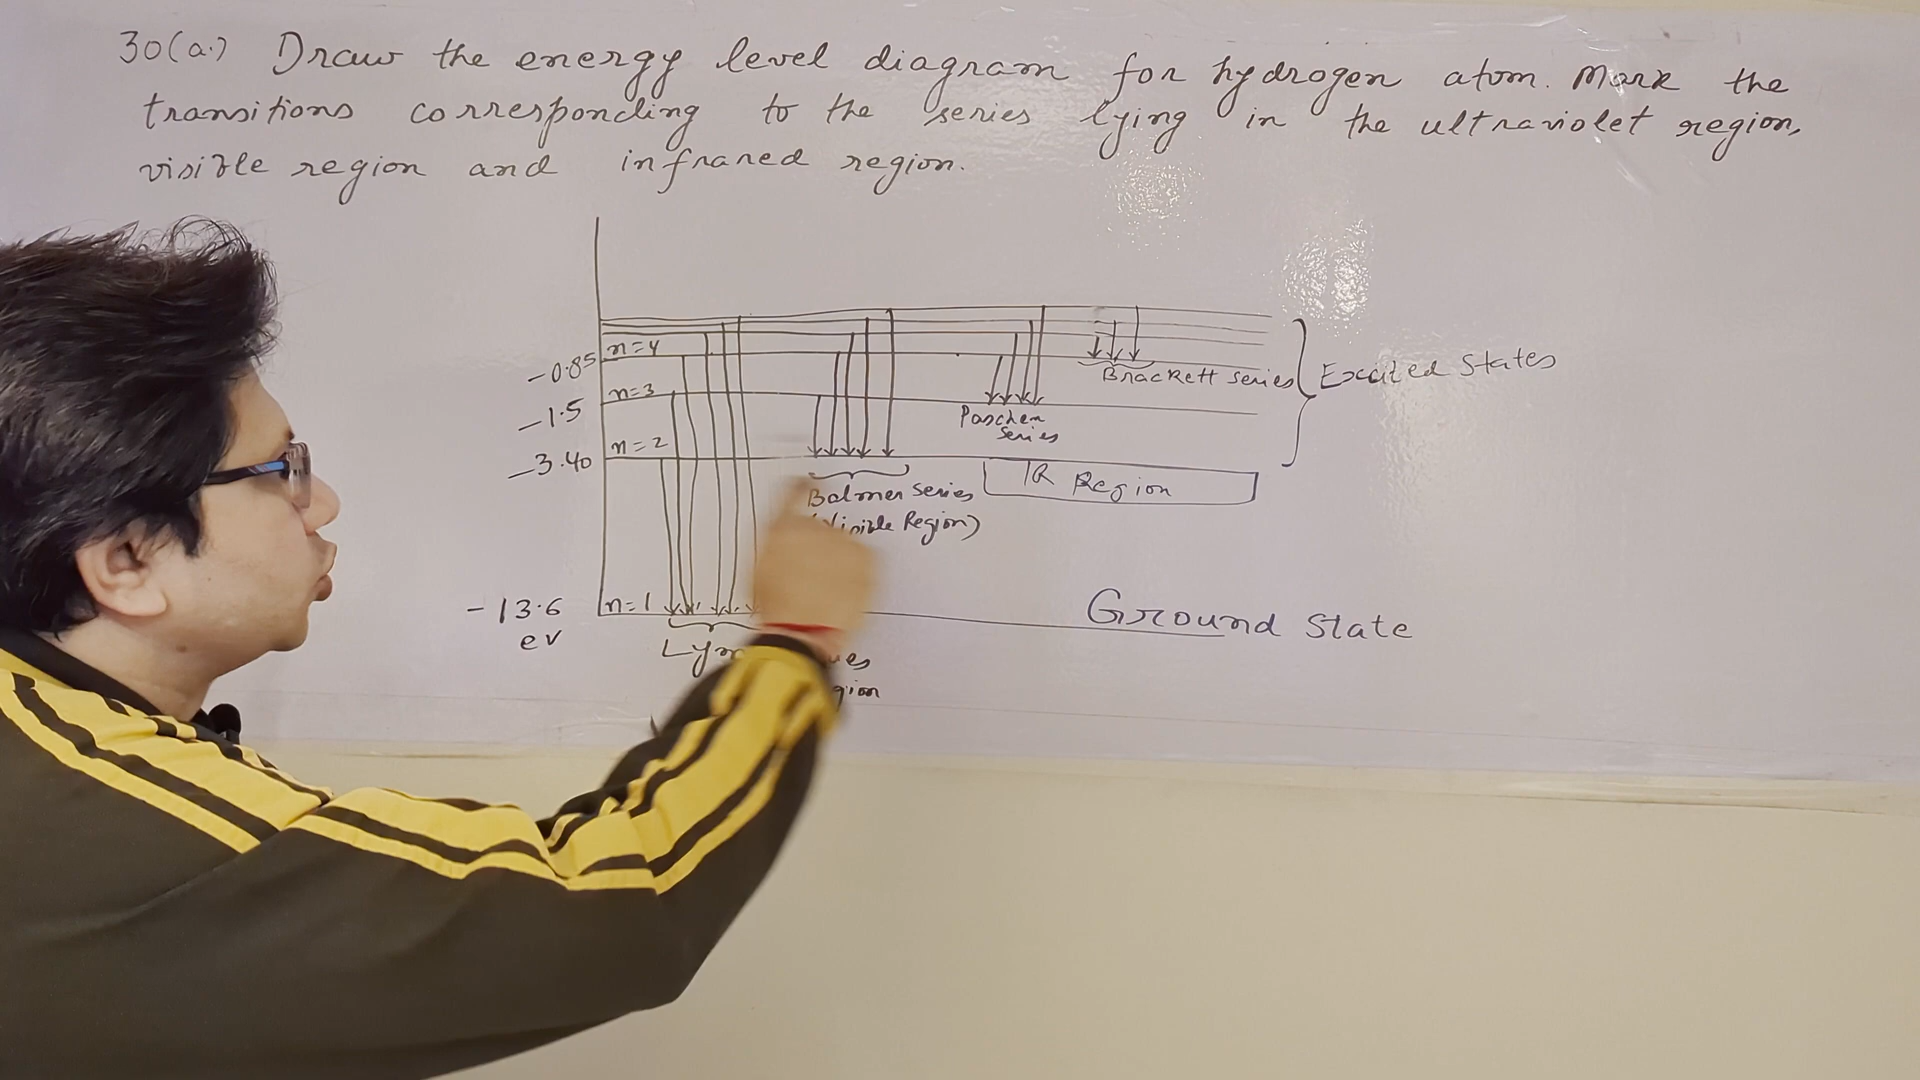 30(a.) Draw the energy level diagram for hydrogen atom. Mark the
transitions corresponding to the series lying in the ultraviolet region,
visible region and infrared region.
n=4
-0.85
Brackett series
Excited States
n=3
-1.5
Paschen
series
n=2
-3.40
IR Region
Balmer series
Region)
-13.6
ev
n=1
Ground State